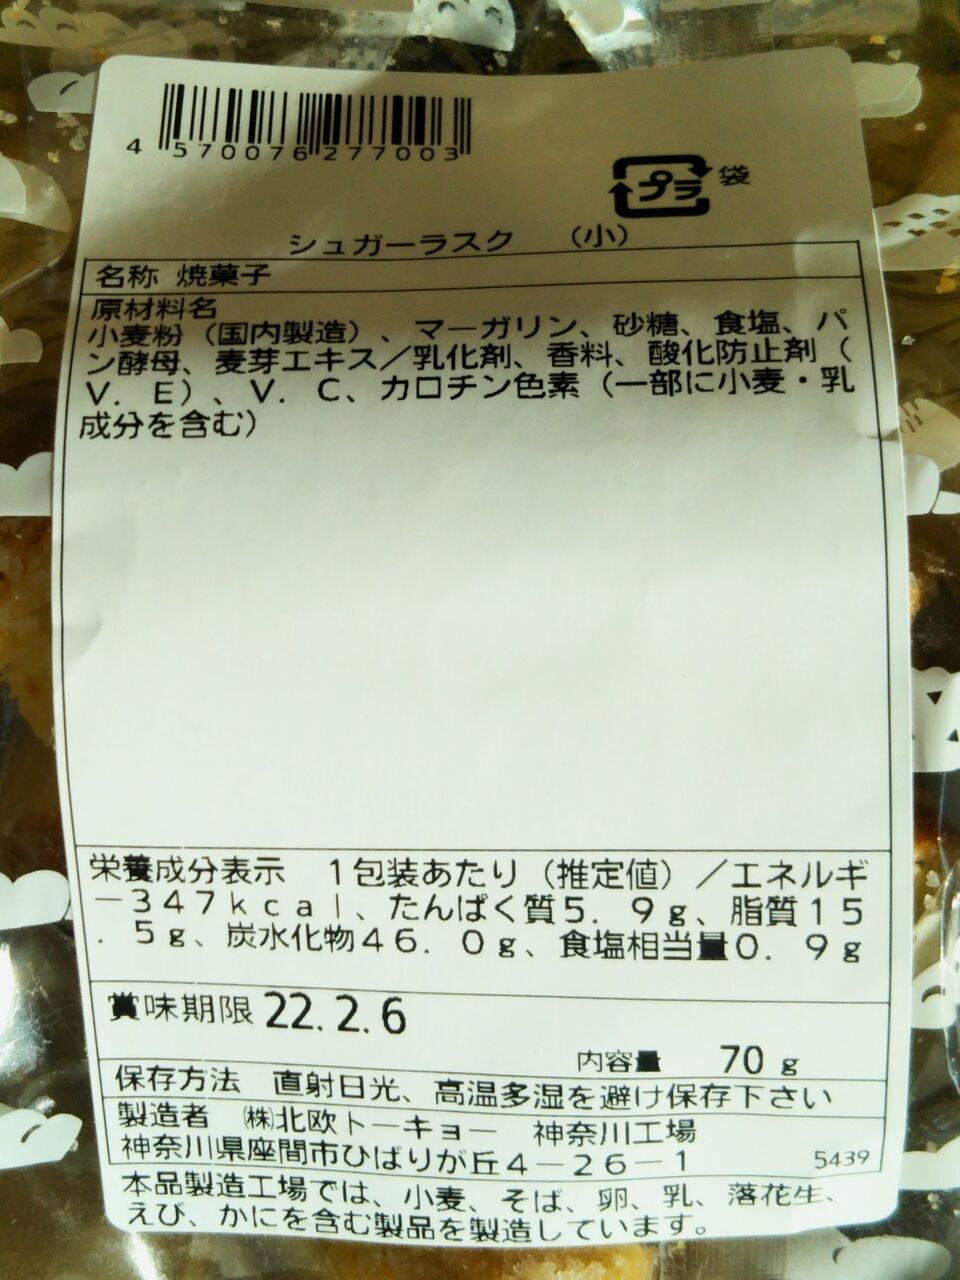 4 570076 277003
プラ 袋
シュガーラスク （小）
名称 焼菓子
原材料名
小麦粉（国内製造）、マーガリン、砂糖、食塩、パ
ン酵母、麦芽エキス／乳化剤、香料、酸化防止剤（
V．E）、V．C、カロチン色素（一部に小麦・乳
成分を含む）
栄養成分表示 1包装あたり（推定値）／エネルギ
ー347kcal、たんぱく質5．9g、脂質15
．5g、炭水化物46．0g、食塩相当量0．9g
賞味期限 22.2.6
内容量 70g
保存方法 直射日光、高温多湿を避け保存下さい
製造者 ㈱北欧トーキョー 神奈川工場
神奈川県座間市ひばりが丘4－26－1 5439
本品製造工場では、小麦、そば、卵、乳、落花生、
えび、かにを含む製品を製造しています。